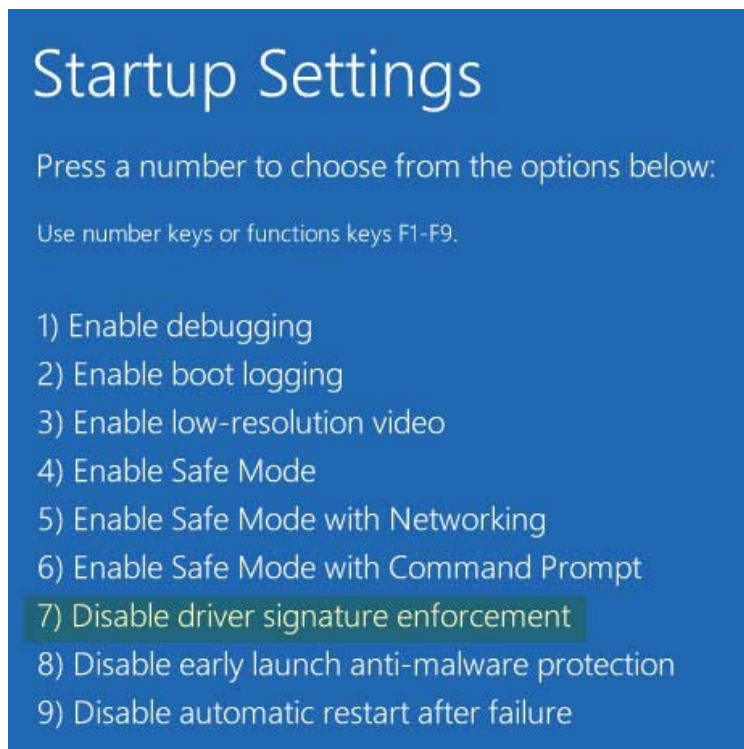 Startup Settings
Press a number to choose from the options below:
Use number keys or functions keys F1-F9.
1) Enable debugging
2) Enable boot logging
3) Enable low-resolution video
4) Enable Safe Mode
5) Enable Safe Mode with Networking
6) Enable Safe Mode with Command Prompt
7) Disable driver signature enforcement
8) Disable early launch anti-malware protection
9) Disable automatic restart after failure